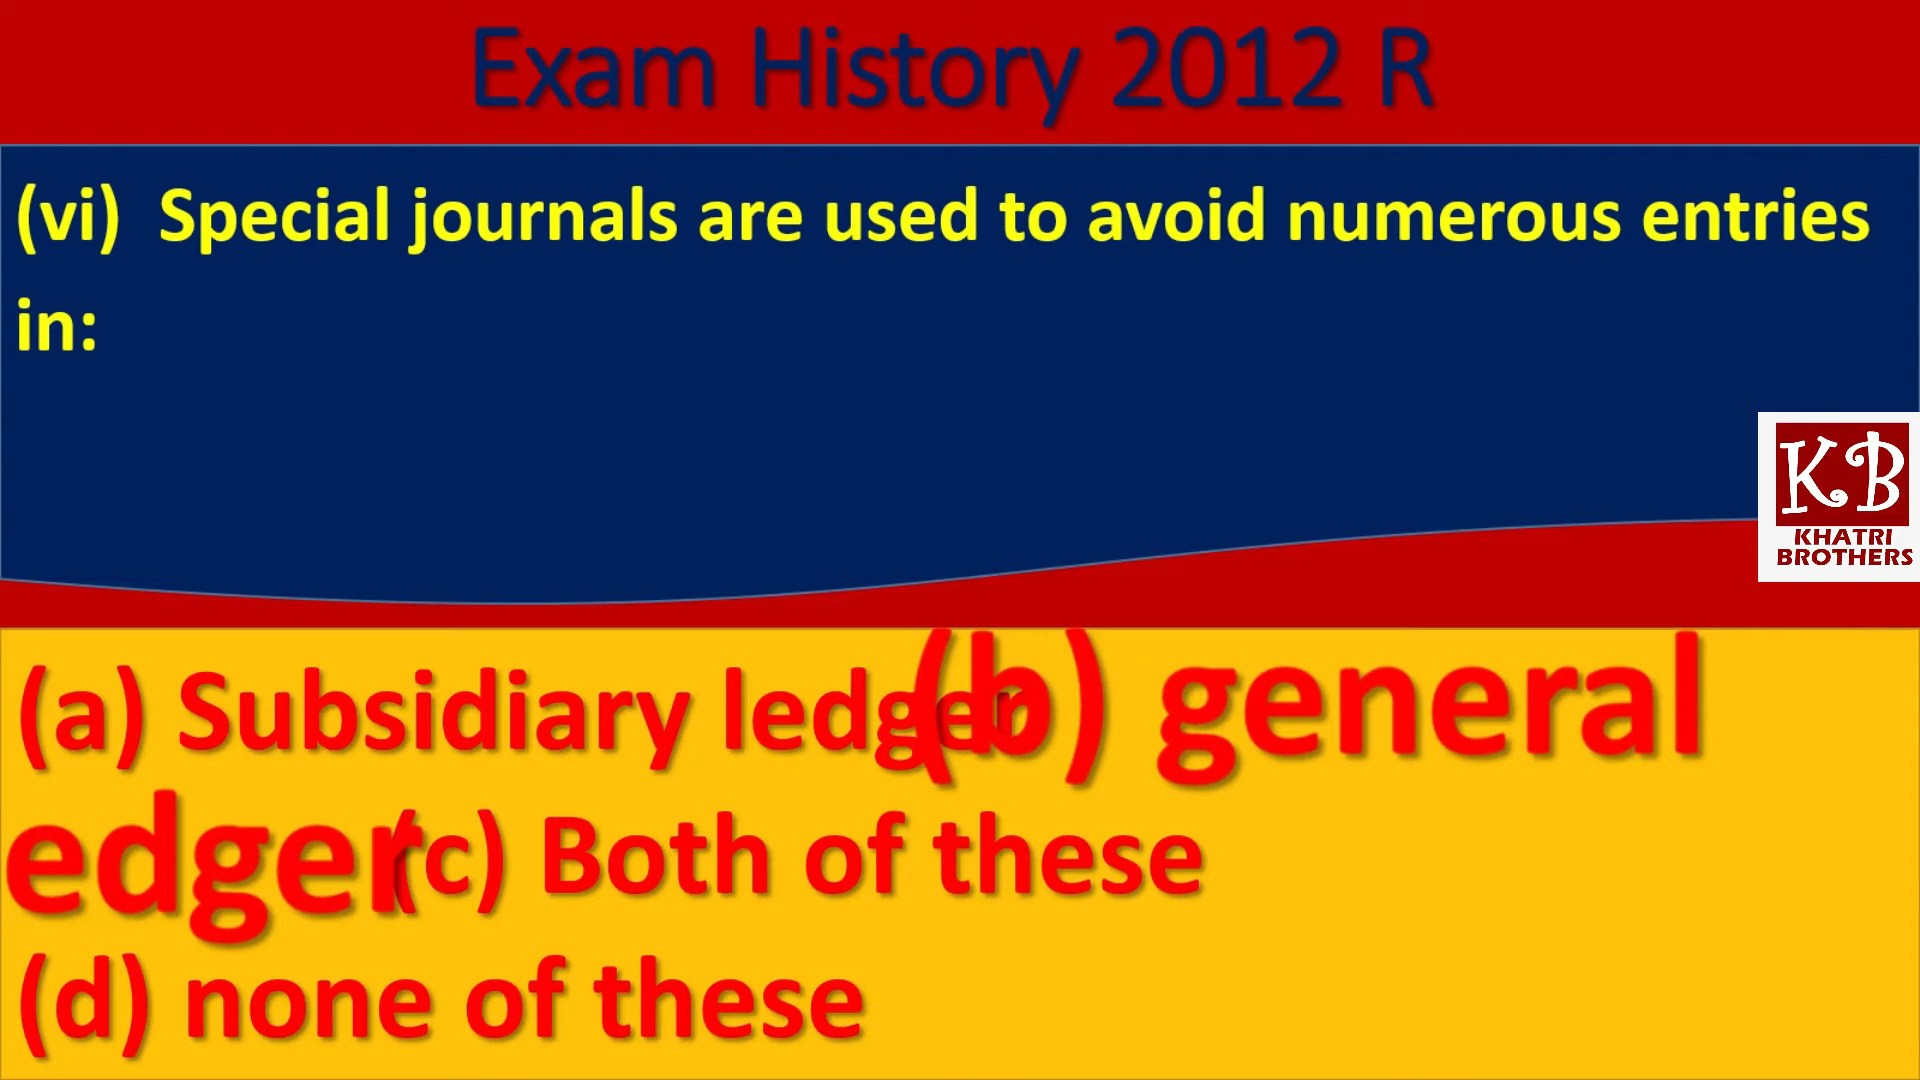 Exam History 2012 R
(vi) Special journals are used to avoid numerous entries
in:
KB
KHATRI
BROTHERS
(a) Subsidiary ledger (b) general
edger (c) Both of these
(d) none of these